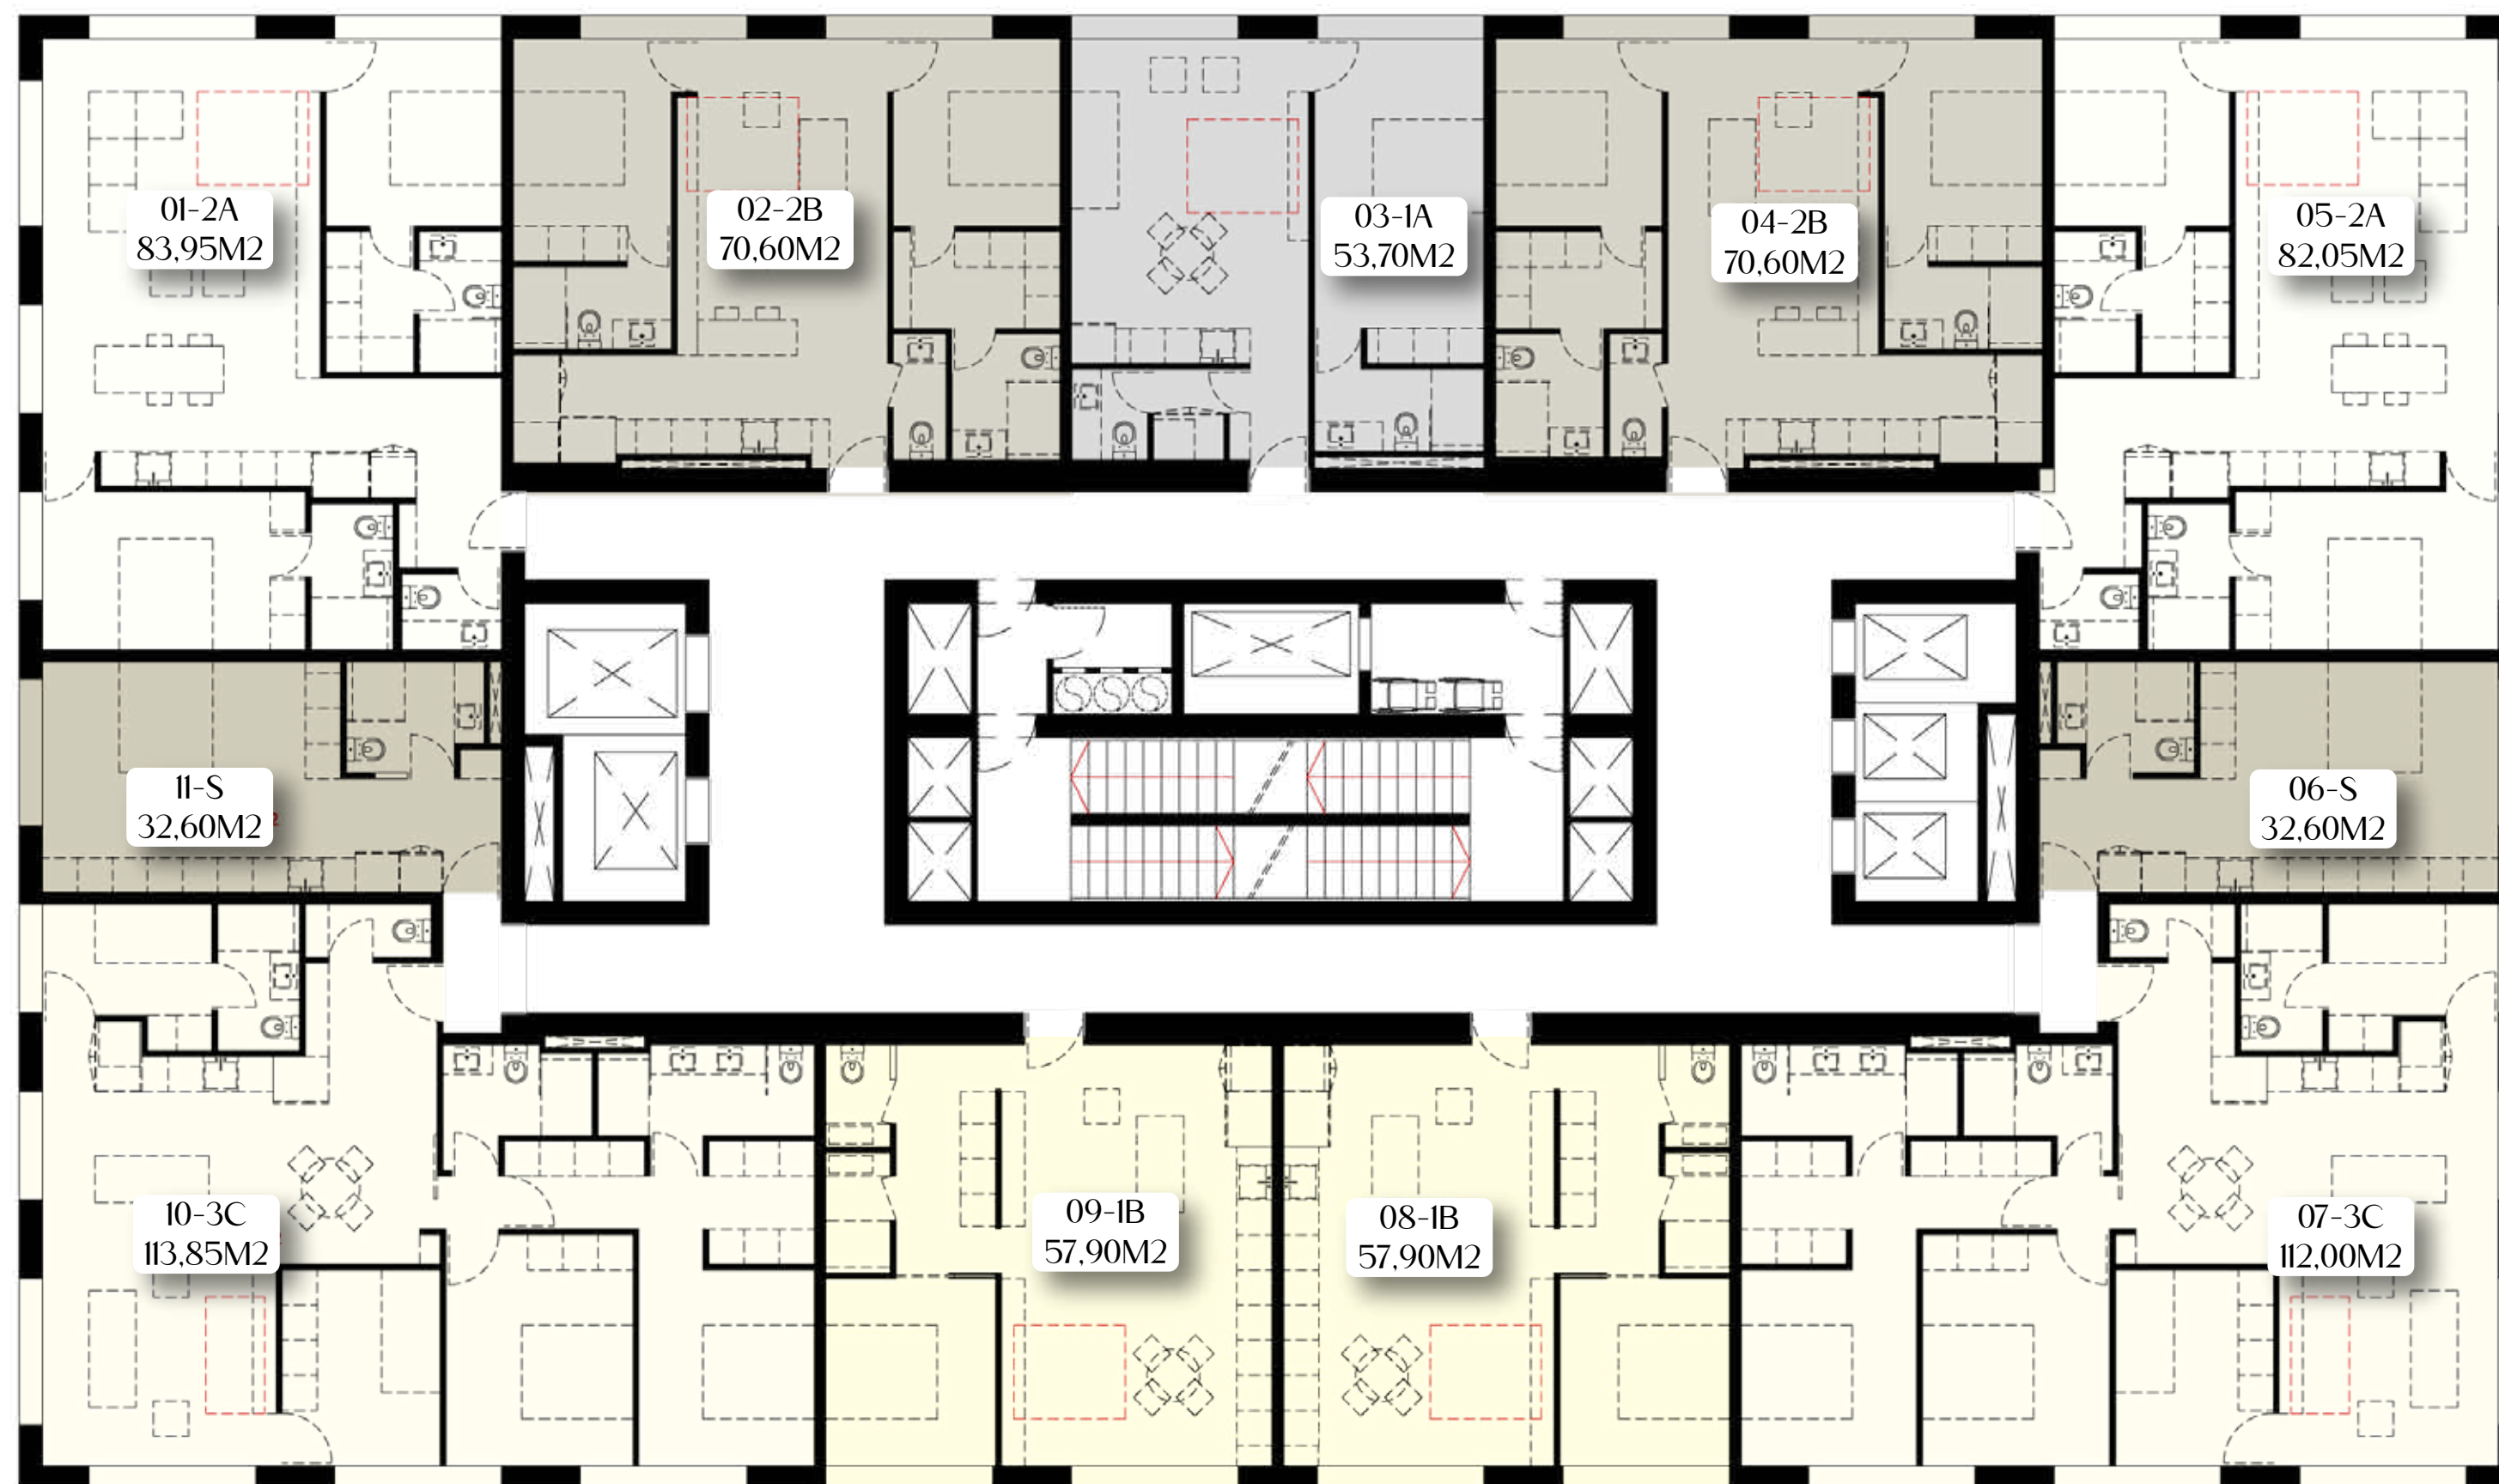 01-2A
83,95M2
02-2B
70,60M2
03-1A
53,70M2
04-2B
70,60M2
05-2A
82,05M2
11-S
32,60M2
06-S
32,60M2
10-3C
113,85M2
09-1B
57,90M2
08-1B
57,90M2
07-3C
112,00M2